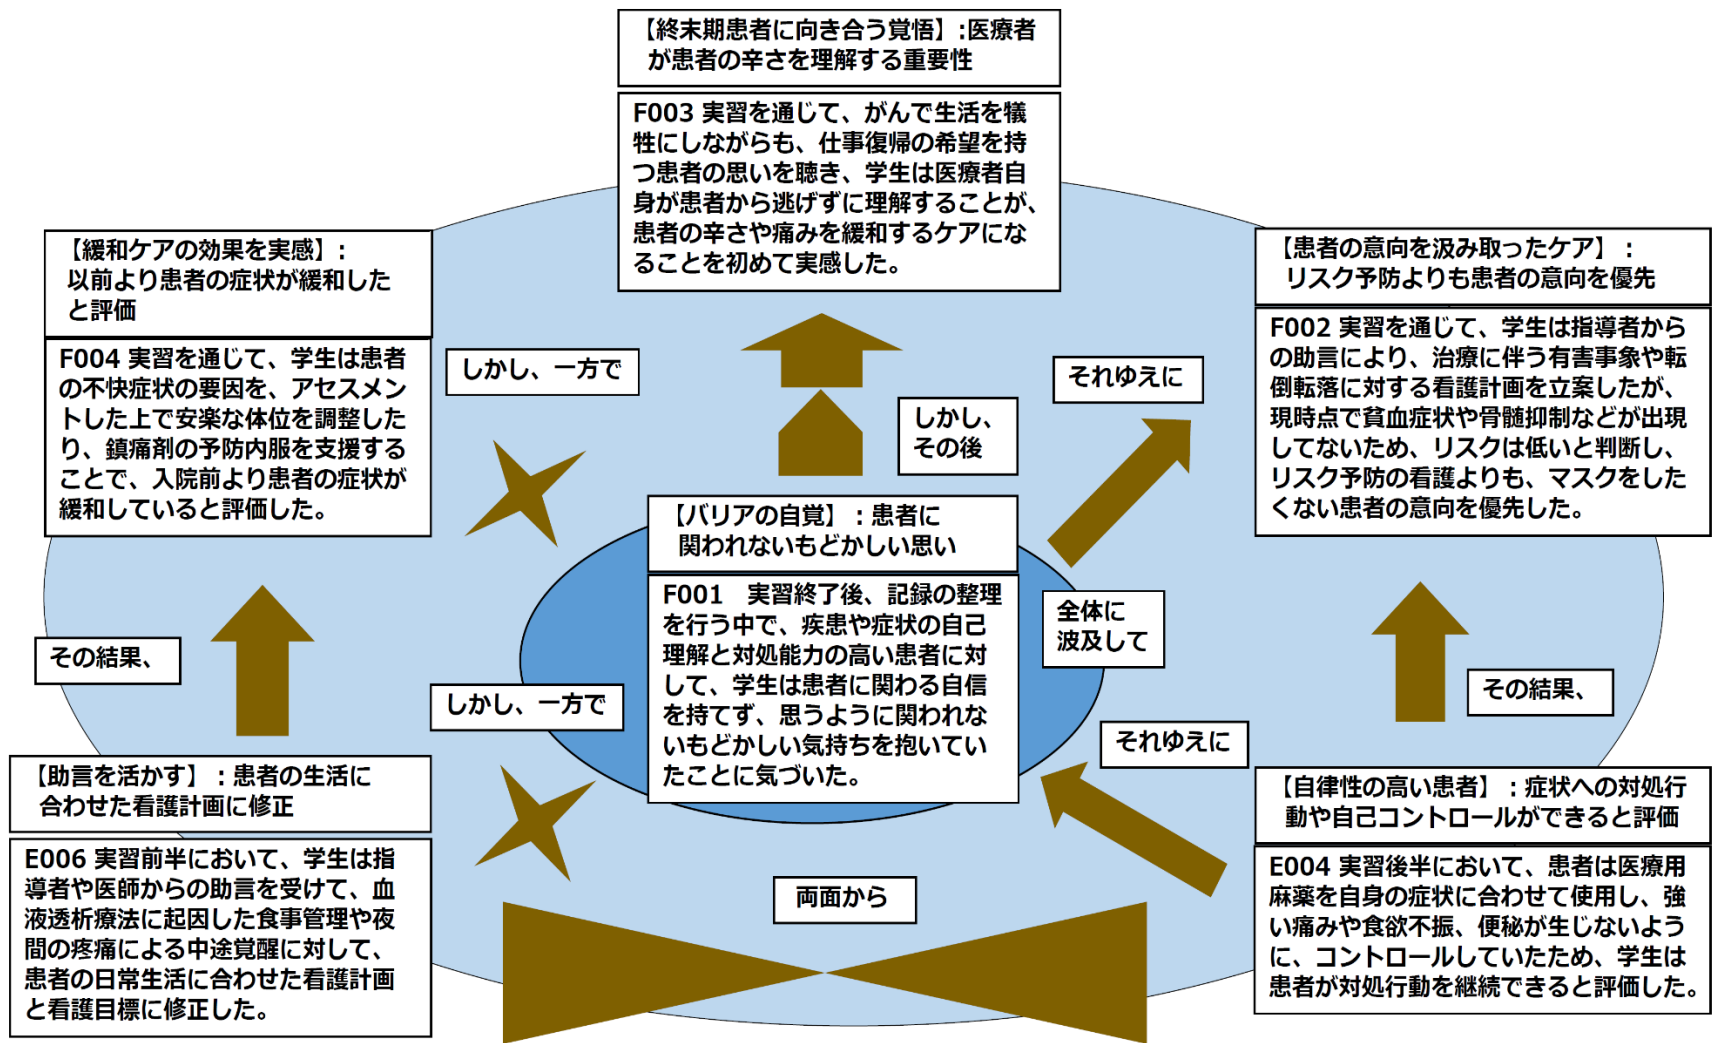 【終末期患者に向き合う覚悟】:医療者
が患者の辛さを理解する重要性
F003 実習を通じて、がんで生活を犠
牲にしながらも、仕事復帰の希望を持
つ患者の思いを聴き、学生は医療者自
身が患者から逃げずに理解することが、
患者の辛さや痛みを緩和するケアにな
ることを初めて実感した。
【緩和ケアの効果を実感】:
以前より患者の症状が緩和した
と評価
F004 実習を通じて、学生は患者
の不快症状の要因を、アセスメン
トした上で安楽な体位を調整した
り、鎮痛剤の予防内服を支援する
ことで、入院前より患者の症状が
緩和していると評価した。
しかし、一方で
しかし、
その後
それゆえに
【患者の意向を汲み取ったケア】:
リスク予防よりも患者の意向を優先
F002 実習を通じて、学生は指導者から
の助言により、治療に伴う有害事象や転
倒転落に対する看護計画を立案したが、
現時点で貧血症状や骨髄抑制などが出現
してないため、リスクは低いと判断し、
リスク予防の看護よりも、マスクをした
くない患者の意向を優先した。
【バリアの自覚】:患者に
関われないもどかしい思い
F001 実習終了後、記録の整理
を行う中で、疾患や症状の自己
理解と対処能力の高い患者に対
して、学生は患者に関わる自信
を持てず、思うように関われな
いもどかしい気持ちを抱いてい
たことに気づいた。
全体に
波及して
その結果、
しかし、一方で
それゆえに
その結果、
【助言を活かす】:患者の生活に
合わせた看護計画に修正
E006 実習前半において、学生は指
導者や医師からの助言を受けて、血
液透析療法に起因した食事管理や夜
間の疼痛による中途覚醒に対して、
患者の日常生活に合わせた看護計画
と看護目標に修正した。
両面から
【自律性の高い患者】:症状への対処行
動や自己コントロールができると評価
E004 実習後半において、患者は医療用
麻薬を自身の症状に合わせて使用し、強
い痛みや食欲不振、便秘が生じないよう
に、コントロールしていたため、学生は
患者が対処行動を継続できると評価した。